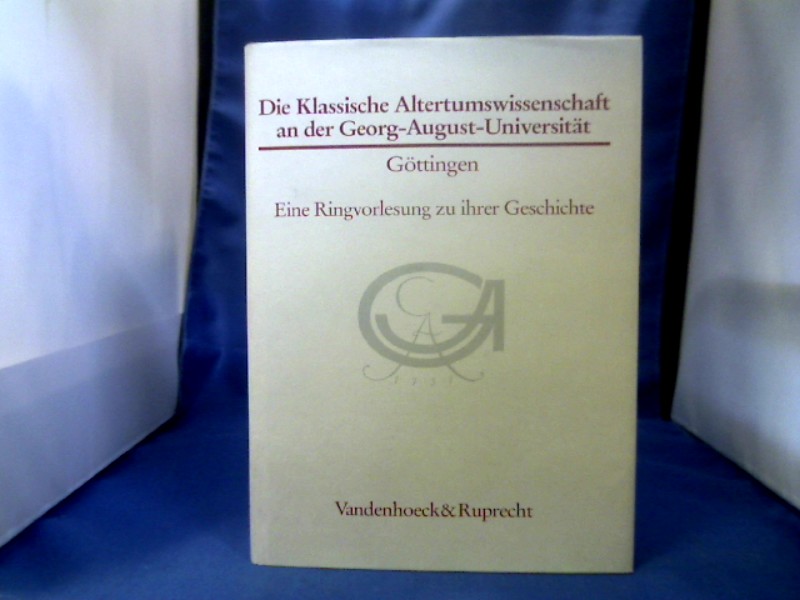 Die Klassische Altertumswissenschaft
an der Georg-August-Universität
Göttingen
Eine Ringvorlesung zu ihrer Geschichte
Vandenhoeck & Ruprecht